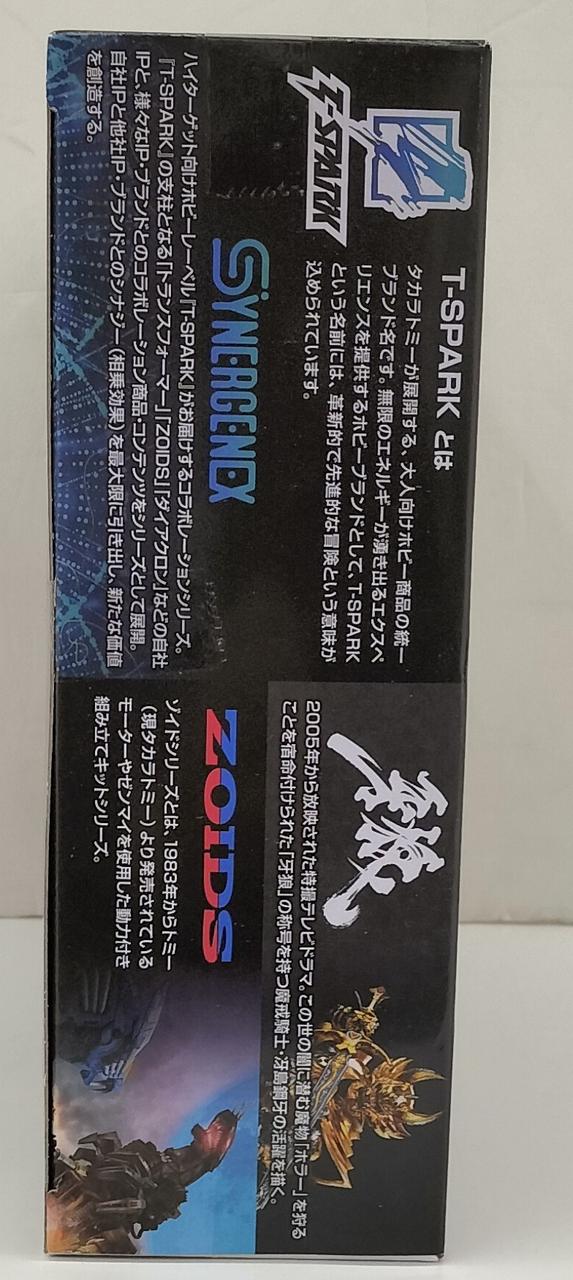 T-SPARK
T-SPARK とは
タカラトミーが展開する、大人向けホビー商品の統一
ブランド名です。無限のエネルギーが湧き出るエクスペ
リエンスを提供するホビーブランドとして、T-SPARK
という名前には、革新的で先進的な冒険という意味が
込められています。
SYNERGENEX
ハイターゲット向けホビーレーベル『T-SPARK』がお届けするコラボレーションシリーズ。
『T-SPARK』の支柱となる「トランスフォーマー」「ZOIDS」「ダイアクロン」などの自社
IPと、様々なIP・ブランドとのコラボレーション商品・コンテンツをシリーズとして展開。
自社IPと他社IP・ブランドとのシナジー(相乗効果)を最大限に引き出し、新たな価値
を創造する。
牙狼
2005年から放映された特撮テレビドラマ。この世の闇に潜む魔物「ホラー」を狩る
ことを宿命付けられた「牙狼」の称号を持つ魔戒騎士・冴島鋼牙の活躍を描く。
ZOIDS
ゾイドシリーズとは、1983年からトミー
(現タカラトミー)より発売されている
モーターやゼンマイを使用した動力付き
組み立てキットシリーズ。